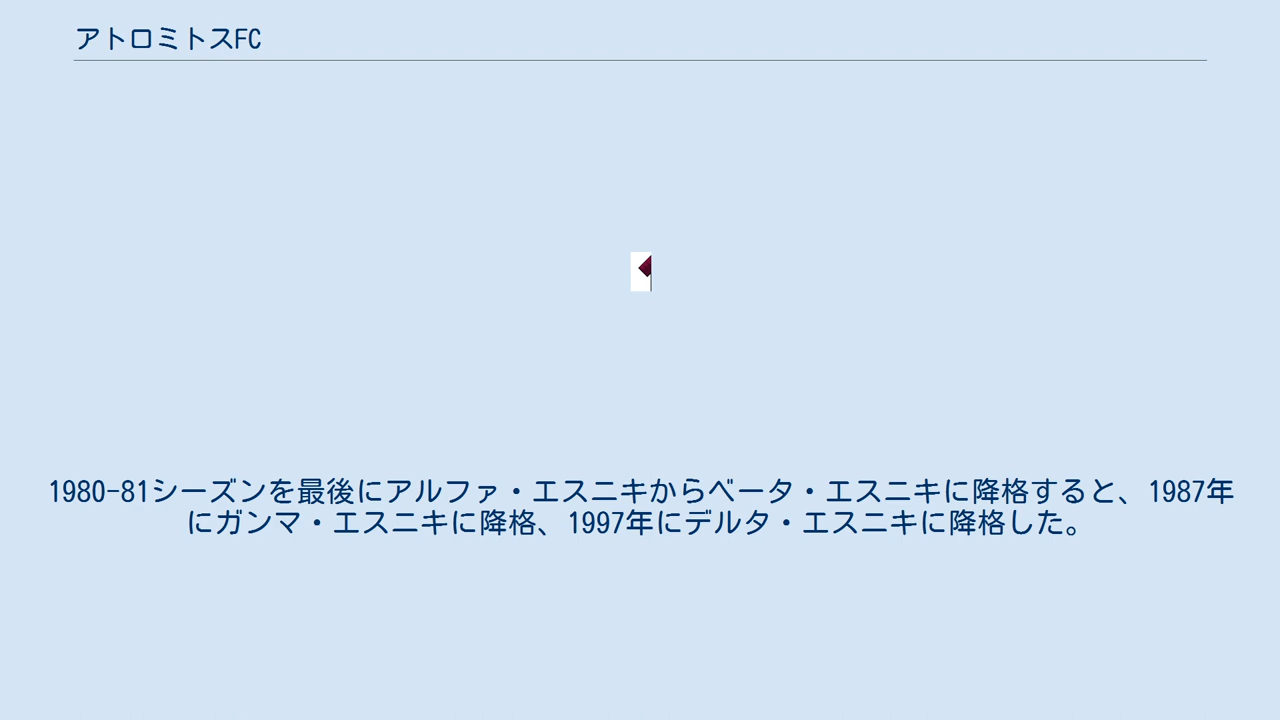 アトロミトスFC
1980-81シーズンを最後にアルファ・エスニキからベータ・エスニキに降格すると、1987年
にガンマ・エスニキに降格、1997年にデルタ・エスニキに降格した。